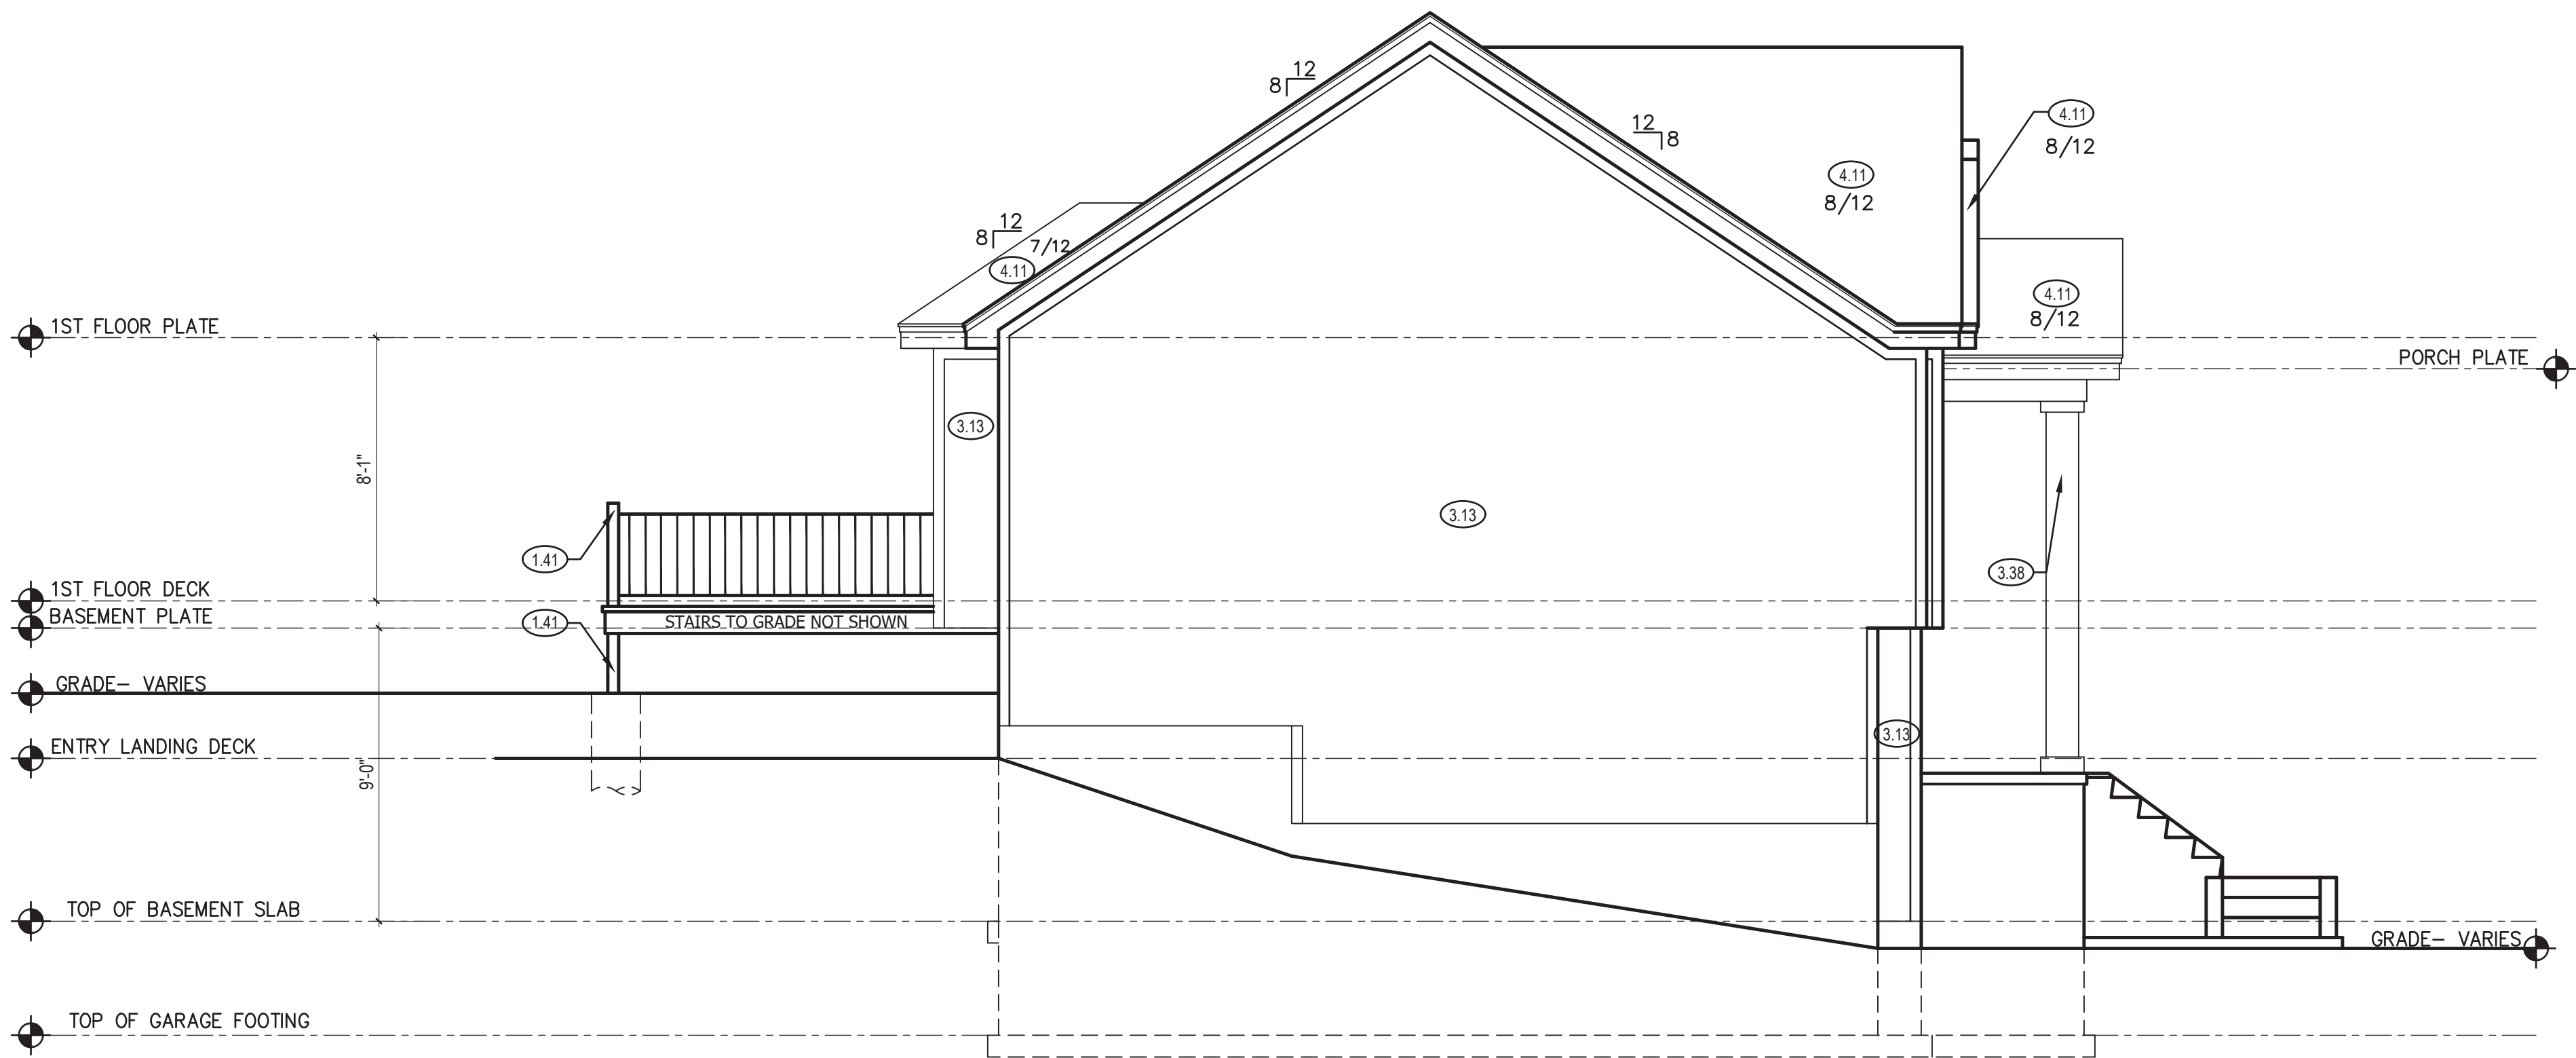 12
8
12
8
4.11
8/12
4.11
8/12
12
8
7/12
4.11
4.11
8/12
1ST FLOOR PLATE
PORCH PLATE
3.13
8'-1"
3.13
1.41
3.38
1ST FLOOR DECK
BASEMENT PLATE
1.41
STAIRS TO GRADE NOT SHOWN
GRADE- VARIES
3.13
ENTRY LANDING DECK
9'-0"
TOP OF BASEMENT SLAB
GRADE- VARIES
TOP OF GARAGE FOOTING